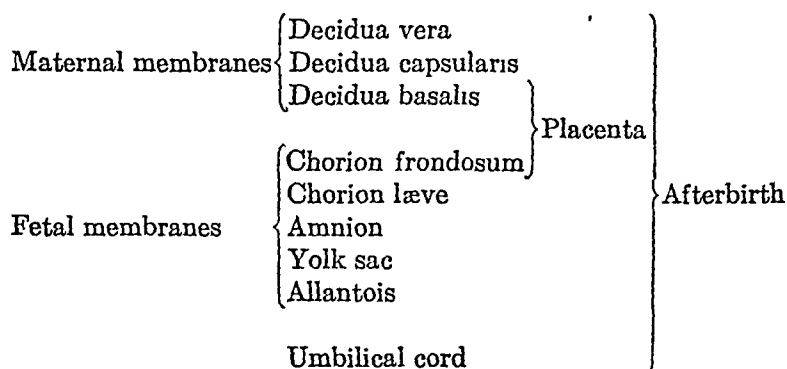 Decidua vera
Maternal membranes Decidua capsularis
Decidua basalis
Placenta
Chorion frondosum
Chorion læve
Afterbirth
Fetal membranes Amnion
Yolk sac
Allantois
Umbilical cord